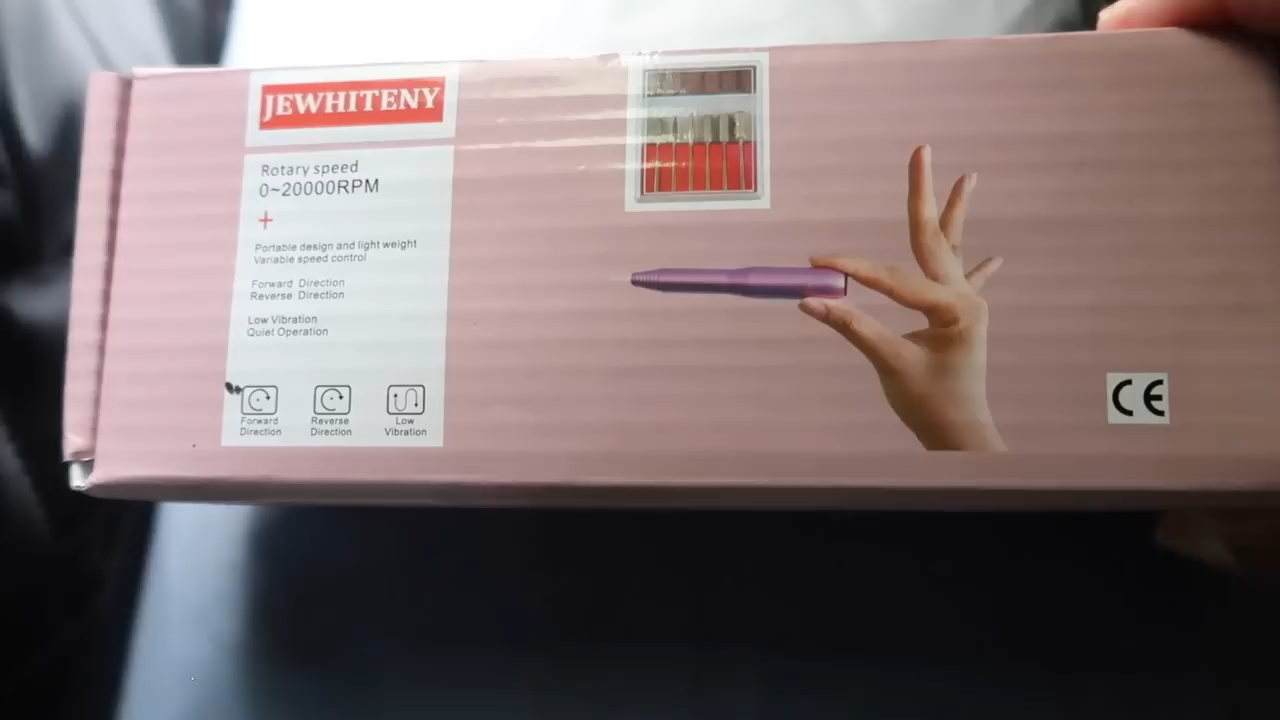 JEWHITENY
Rotary speed
0~20000RPM
+
Portable design and light weight
Variable speed control
Forward Direction
Reverse Direction
Low Vibration
Quiet Operation
Forward Direction
Reverse Direction
Low Vibration
CE